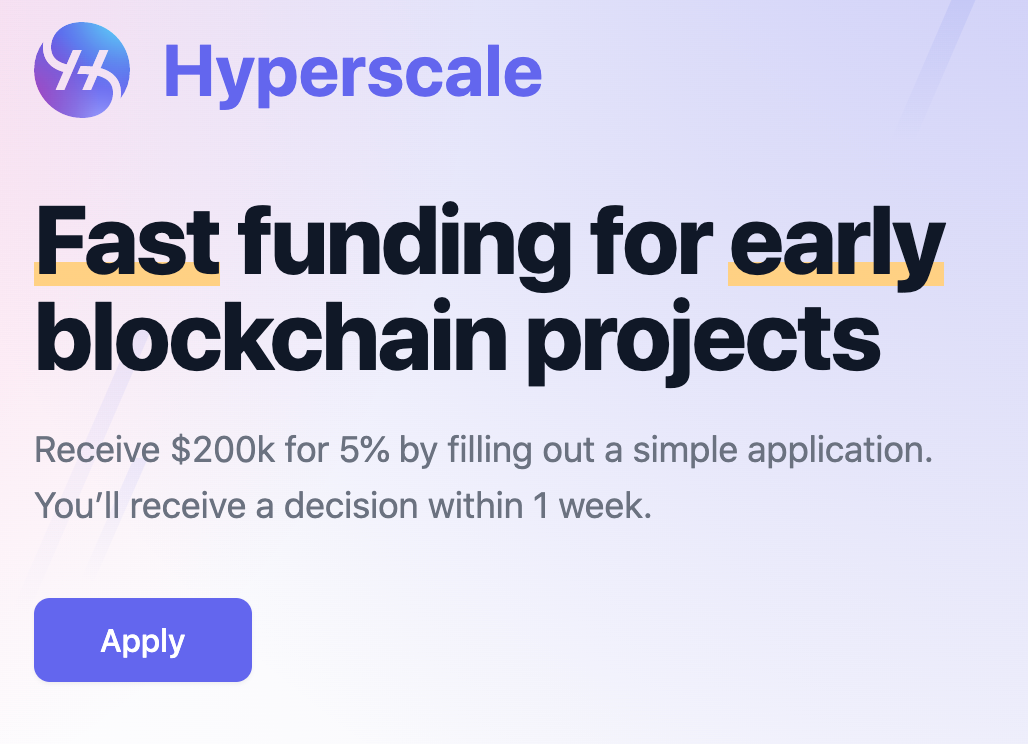 Hyperscale
Fast funding for early
blockchain projects
Receive $200k for 5% by filling out a simple application.
You’ll receive a decision within 1 week.
Apply